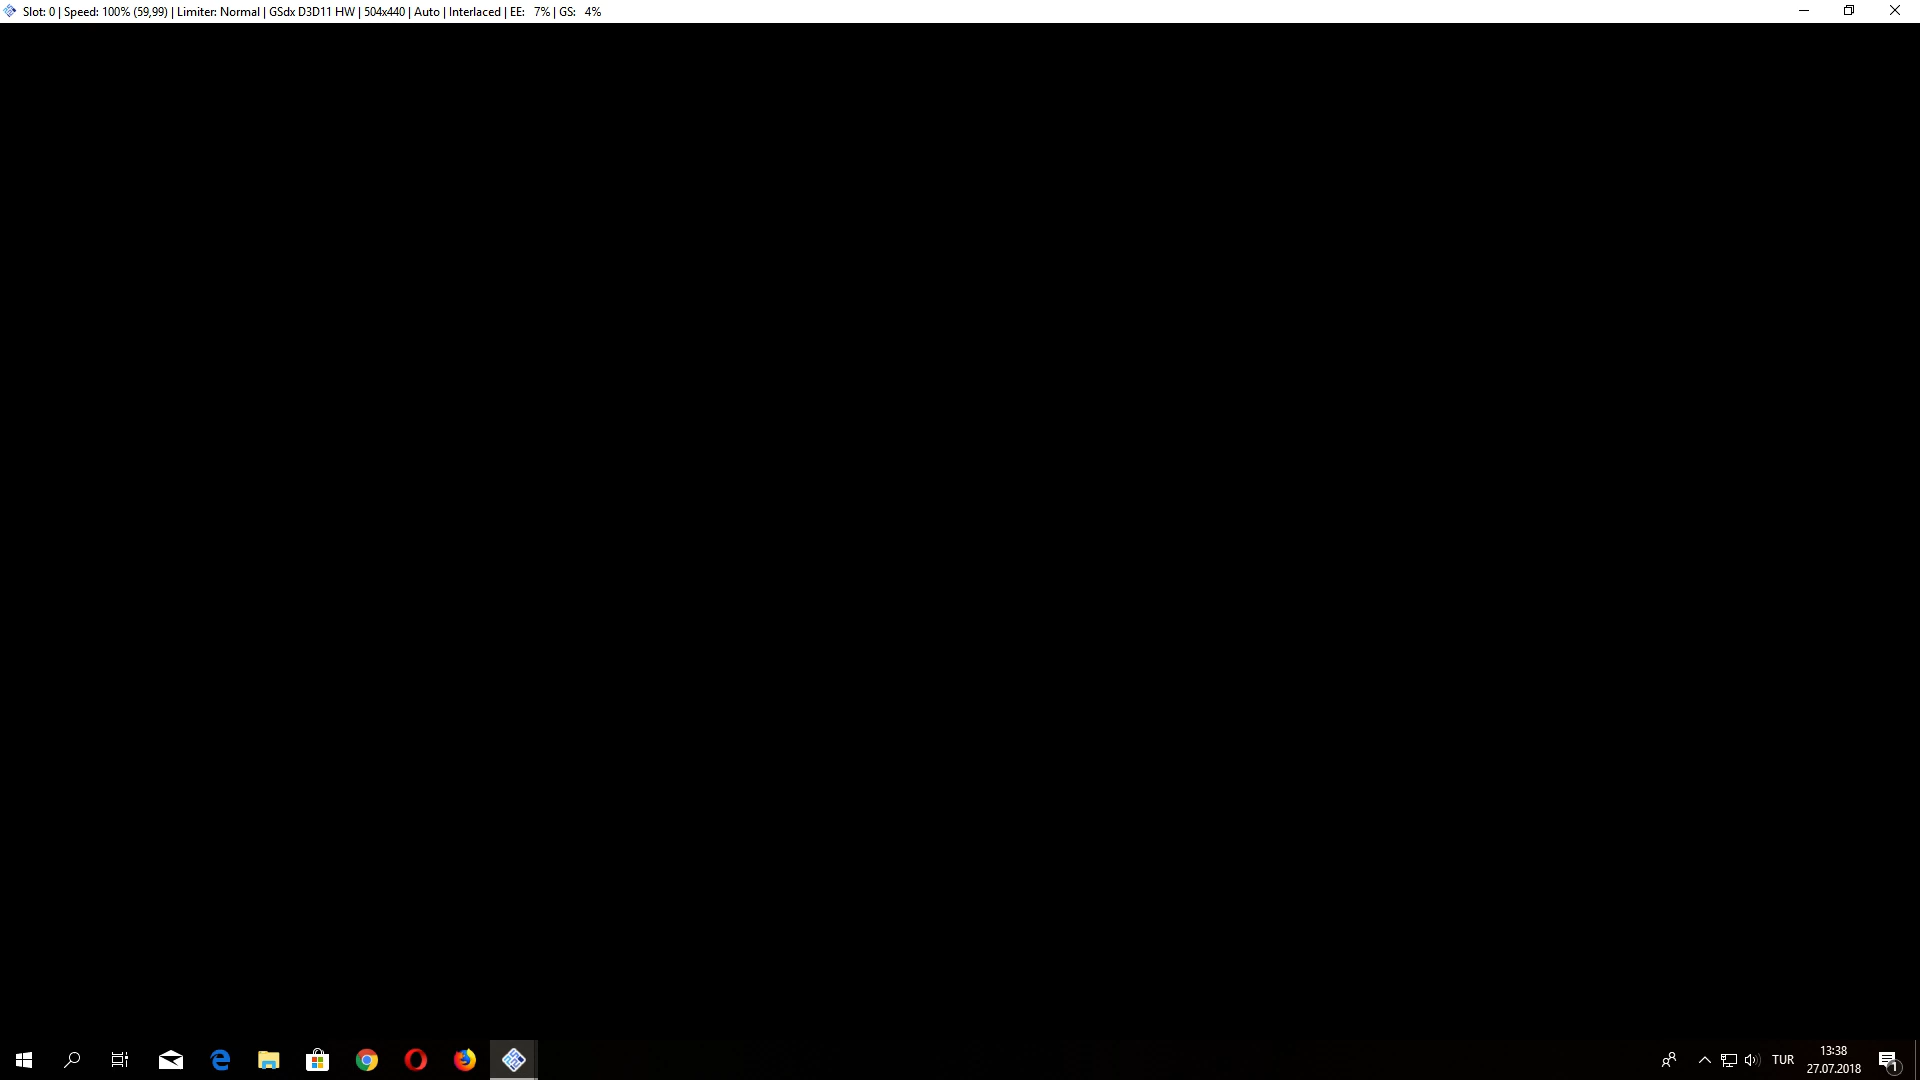 Slot: 0 | Speed: 100% (59,99) | Limiter: Normal | GSdx D3D11 HW | 504x440 | Auto | Interlaced | EE: 7% | GS: 4%
TUR
13:38
27.07.2018
1